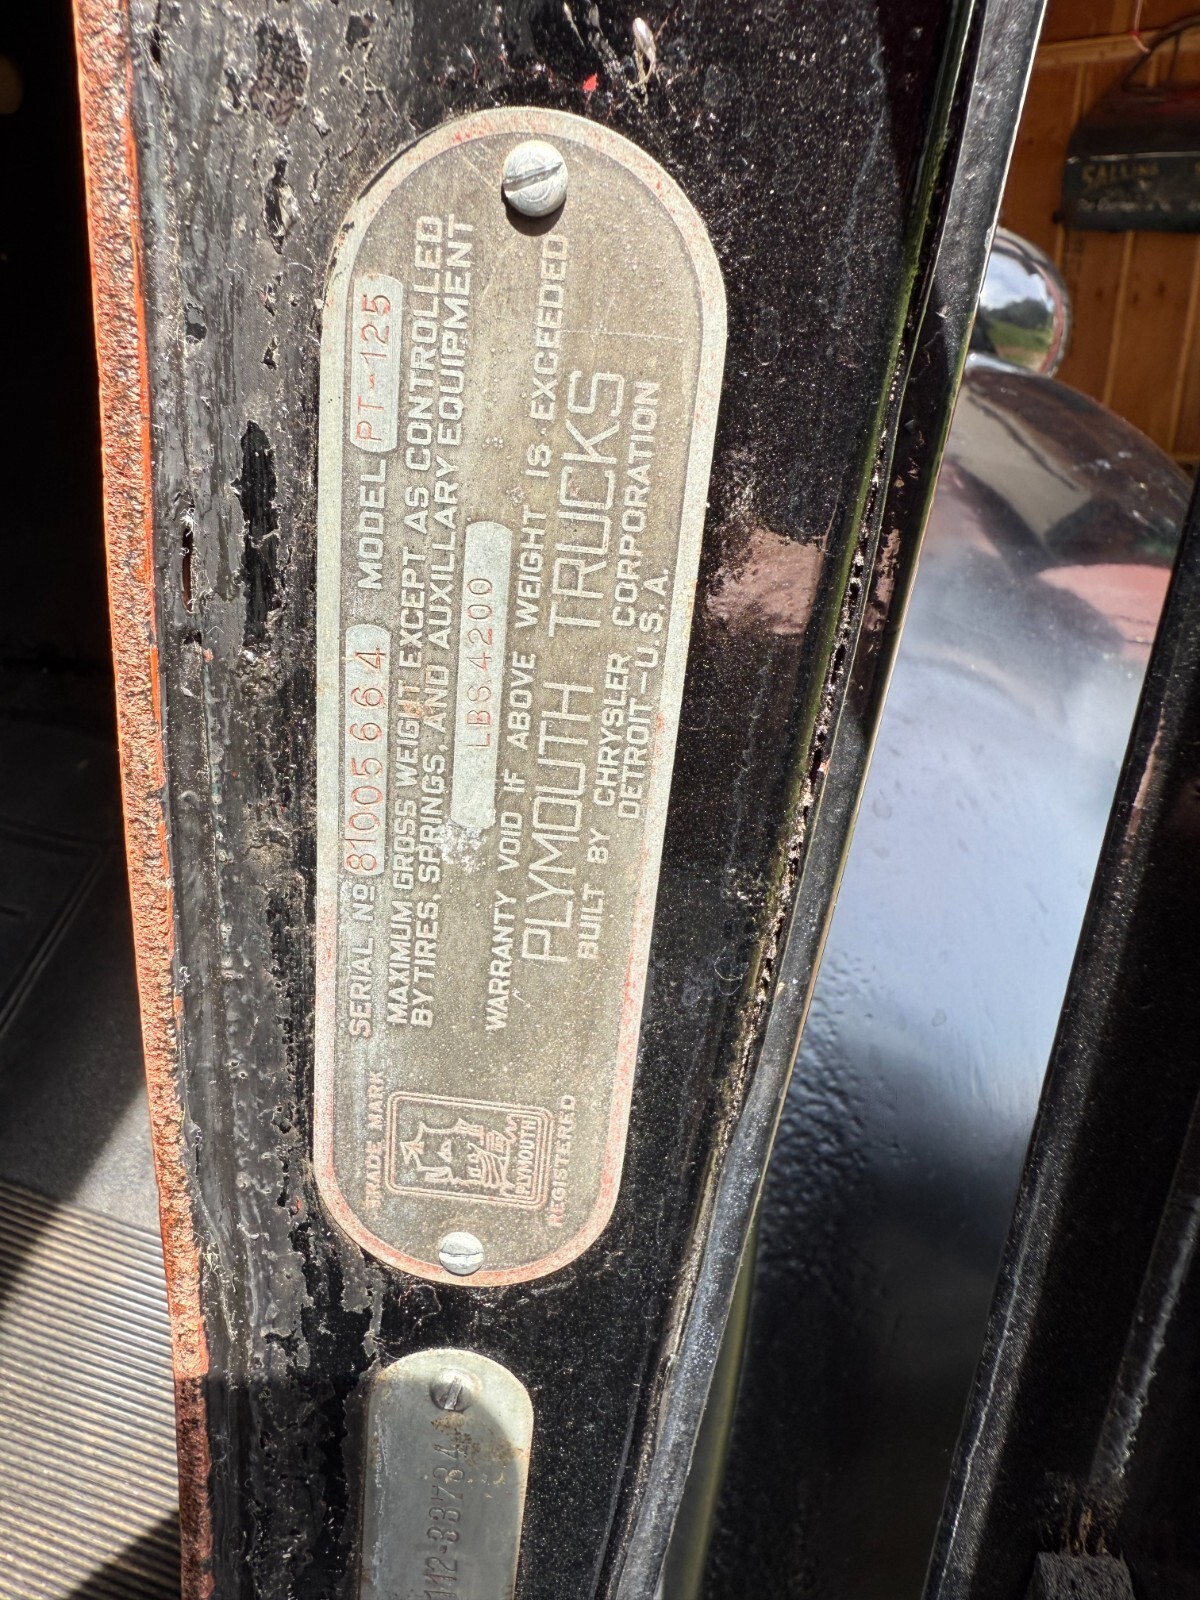 SERIAL No 81005664 MODEL PT-125
MAXIMUM GROSS WEIGHT EXCEPT AS CONTROLLED
BY TIRES, SPRINGS, AND AUXILLARY EQUIPMENT
LBS 4200
WARRANTY VOID IF ABOVE WEIGHT IS EXCEEDED
PLYMOUTH TRUCKS
BUILT BY CHRYSLER CORPORATION
DETROIT-U.S.A.
TRADE MARK
PLYMOUTH
REGISTERED